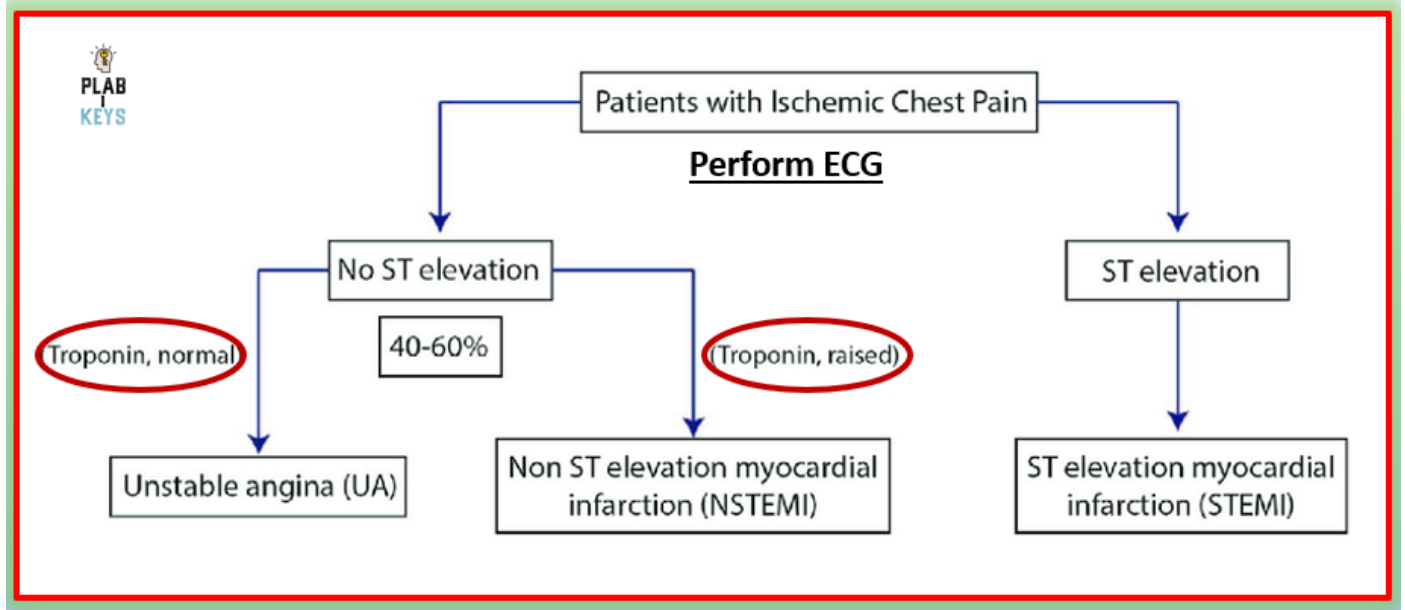 PLAB
1
KEYS
Patients with Ischemic Chest Pain
Perform ECG
No ST elevation
ST elevation
(Troponin, normal)
40-60%
(Troponin, raised)
Unstable angina (UA)
Non ST elevation myocardial
infarction (NSTEMI)
ST elevation myocardial
infarction (STEMI)